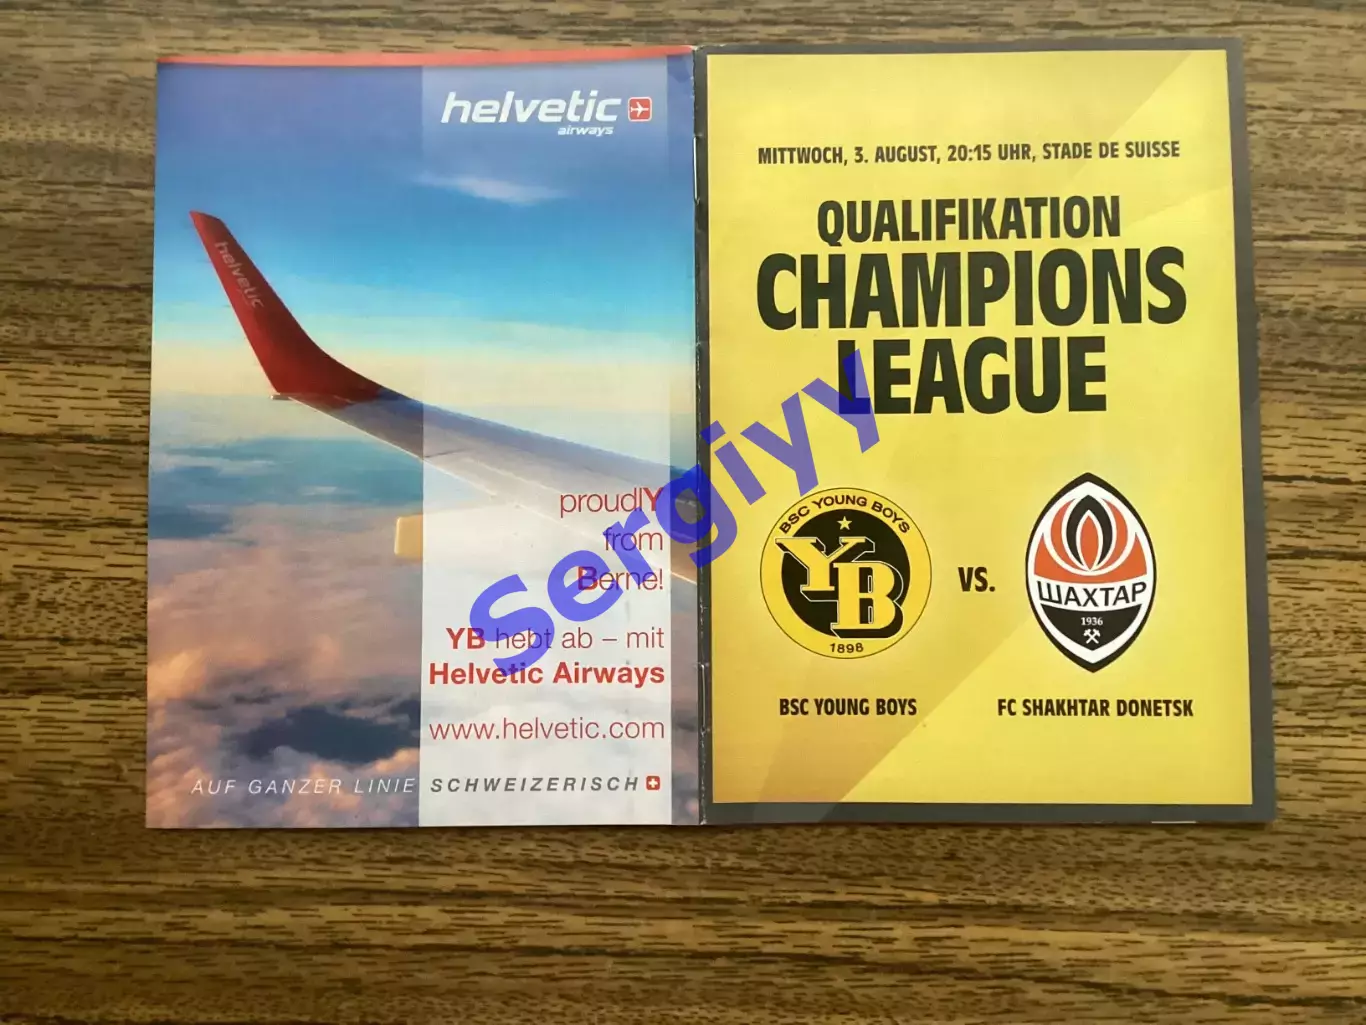 helvetic
airways
helvetic
proudlY
from
Berne!
YB hebt ab – mit
Helvetic Airways
www.helvetic.com
AUF GANZER LINIE SCHWEIZERISCH
MITTWOCH, 3. AUGUST, 20:15 UHR, STADE DE SUISSE
QUALIFIKATION
CHAMPIONS
LEAGUE
BSC YOUNG BOYS
YB
1898
VS.
ШАХТАР
1936
BSC YOUNG BOYS
FC SHAKHTAR DONETSK
Sergiyy